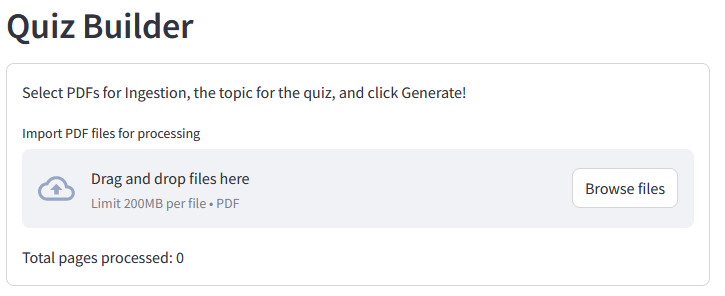 Quiz Builder
Select PDFs for Ingestion, the topic for the quiz, and click Generate!
Import PDF files for processing
Drag and drop files here
Limit 200MB per file • PDF
Browse files
Total pages processed: 0